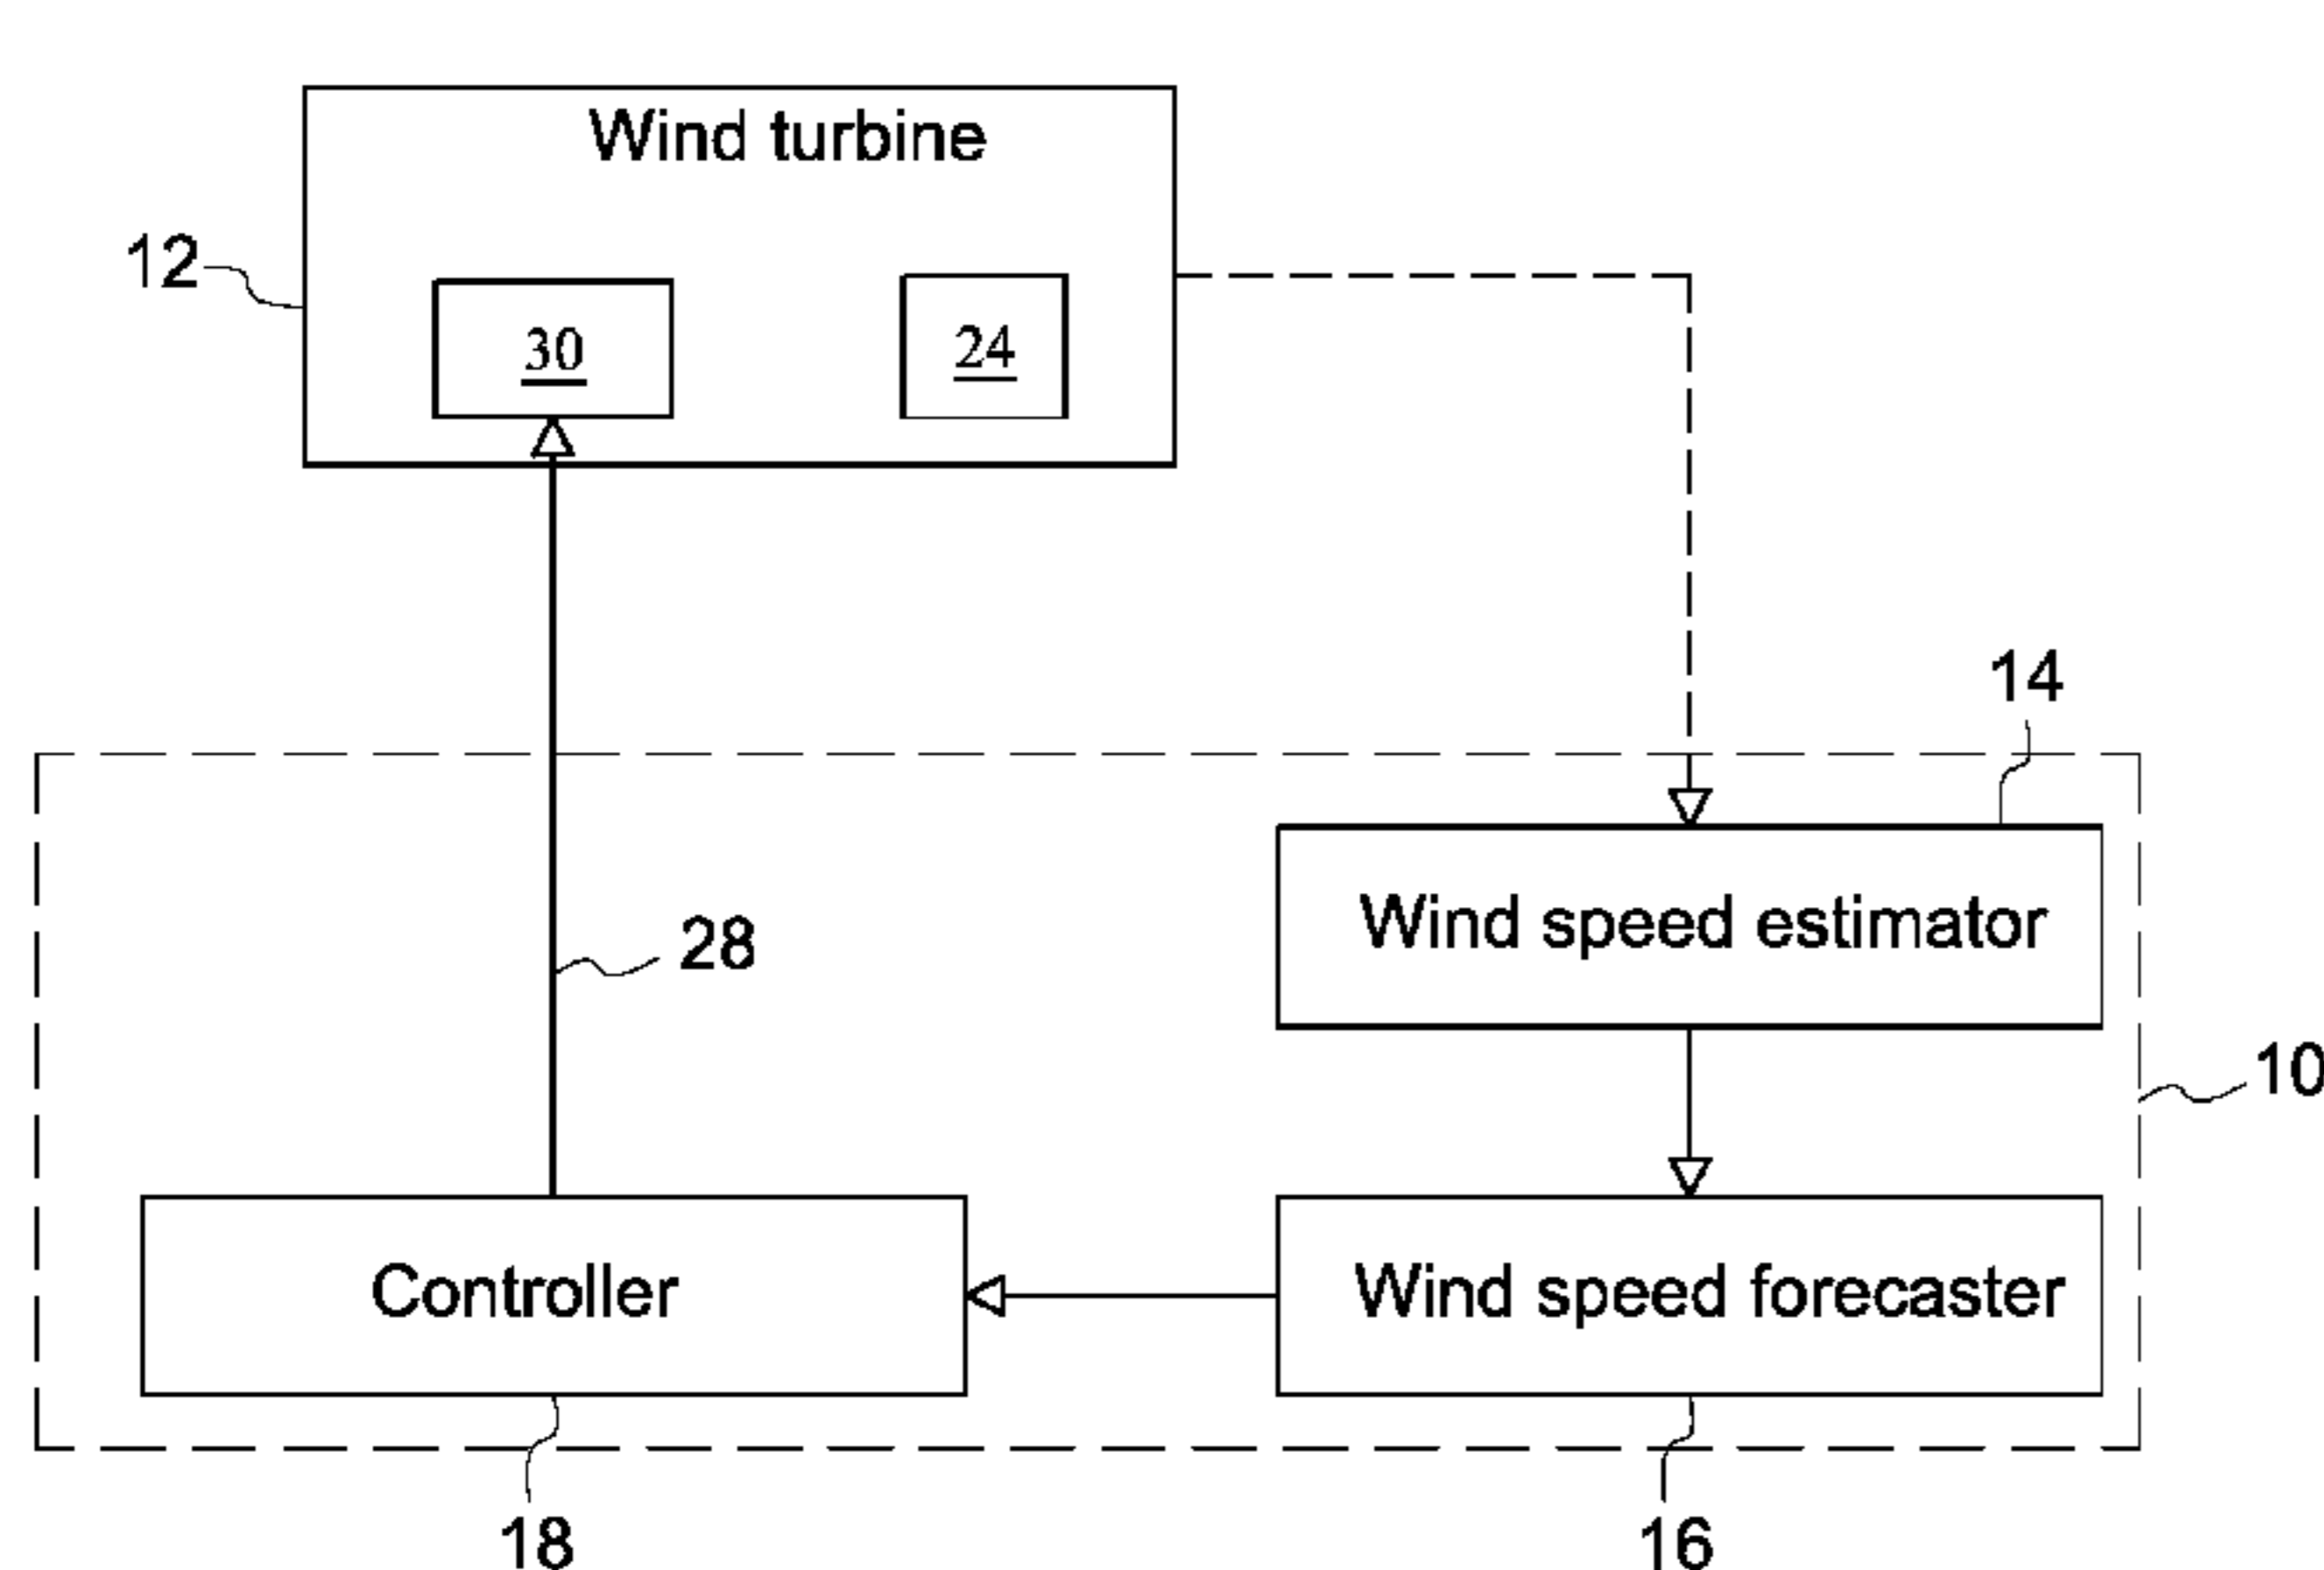 Wind turbine
12
30
24
14
Wind speed estimator
28
10
Controller
Wind speed forecaster
18
16